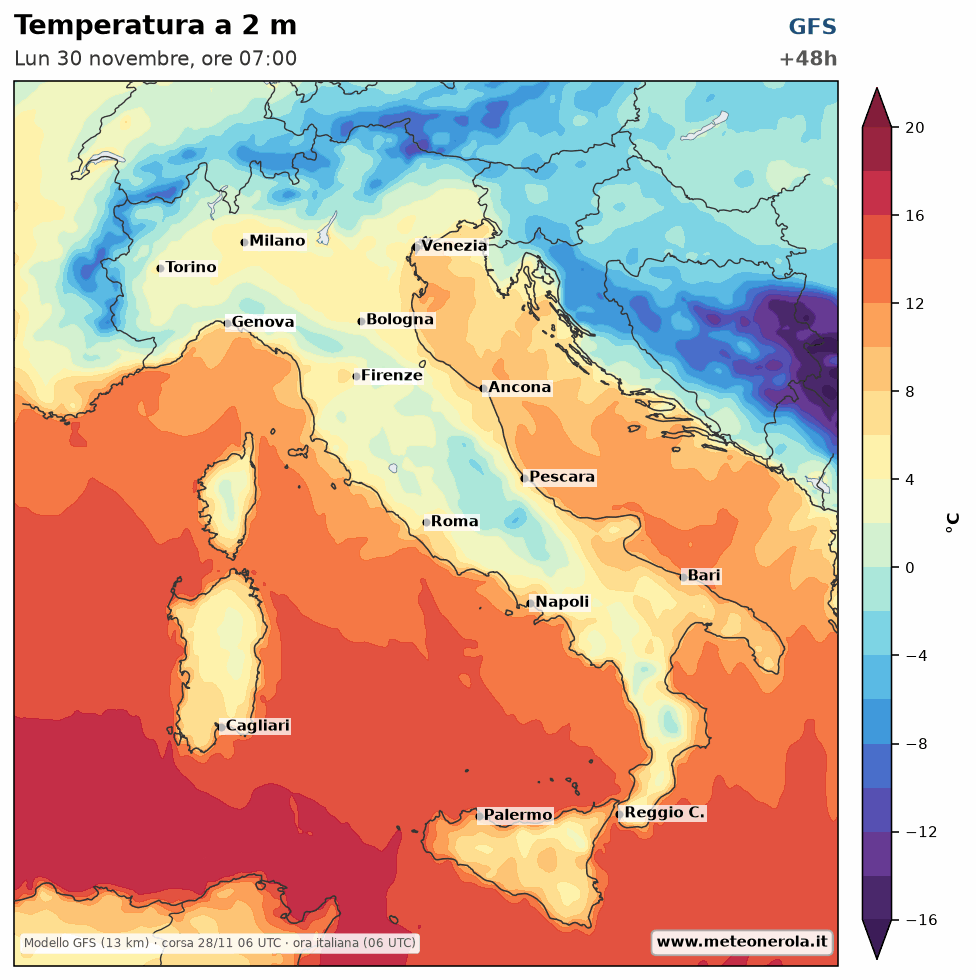 Temperatura a 2 m
GFS
Lun 30 novembre, ore 07:00
+48h
Milano
Venezia
Torino
Genova
Bologna
Firenze
Ancona
Pescara
Roma
Bari
Napoli
Cagliari
Palermo
Reggio C.
20
16
12
8
4
0
−4
−8
−12
−16
°C
Modello GFS (13 km) · corsa 28/11 06 UTC · ora italiana (06 UTC)
www.meteonerola.it